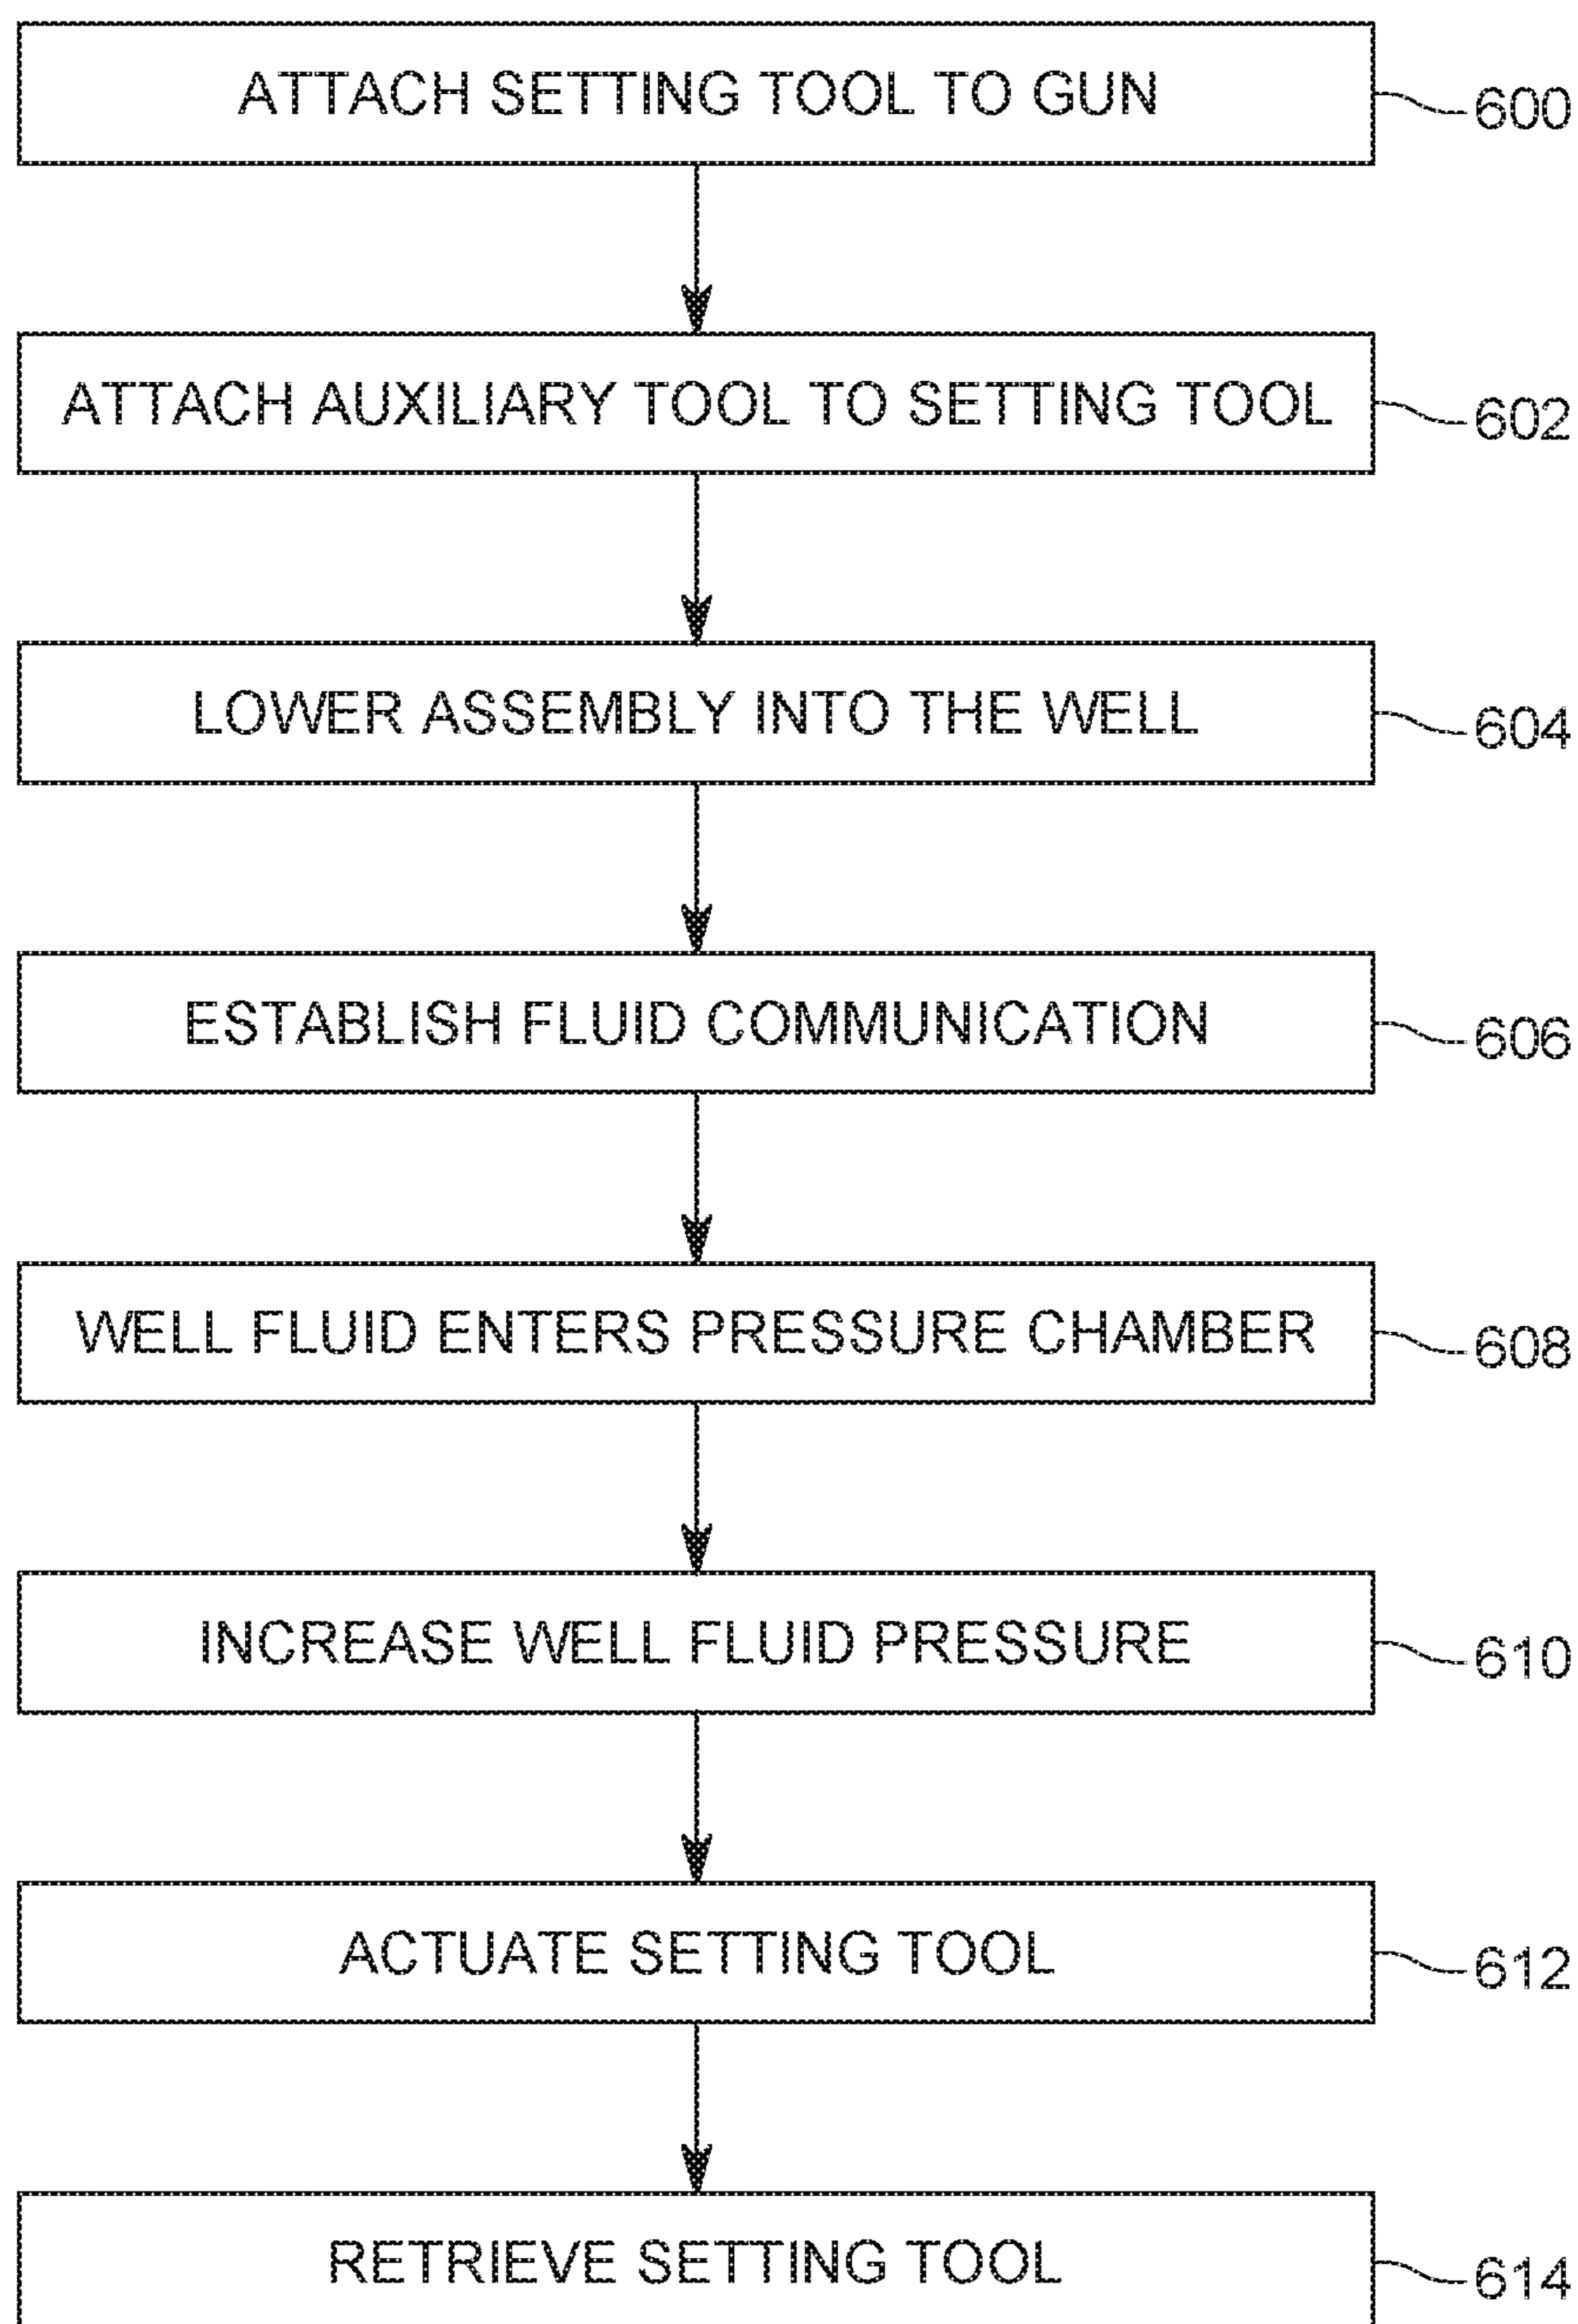 ATTACH SETTING TOOL TO GUN
600
ATTACH AUXILIARY TOOL TO SETTING TOOL
602
LOWER ASSEMBLY INTO THE WELL
604
ESTABLISH FLUID COMMUNICATION
606
WELL FLUID ENTERS PRESSURE CHAMBER
608
INCREASE WELL FLUID PRESSURE
610
ACTUATE SETTING TOOL
612
RETRIEVE SETTING TOOL
614